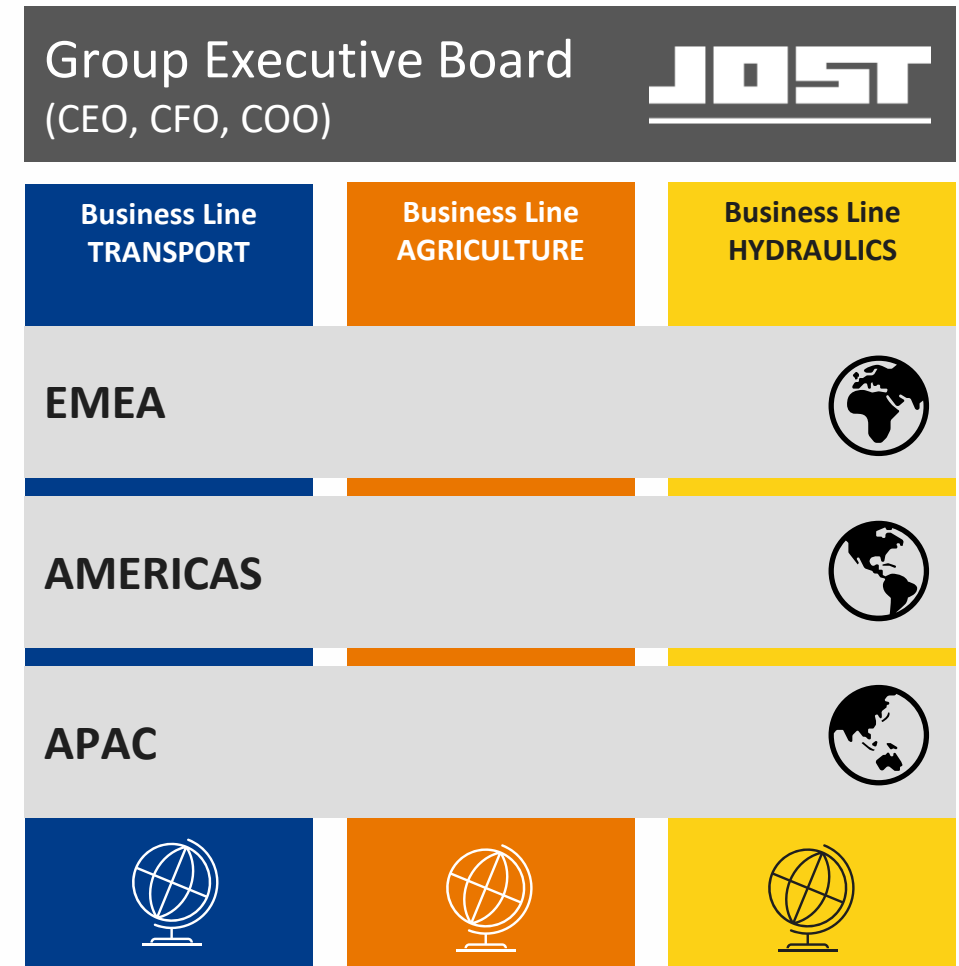 Group Executive Board
(CEO, CFO, COO)
JOST
Business Line
TRANSPORT
Business Line
AGRICULTURE
Business Line
HYDRAULICS
EMEA
AMERICAS
APAC